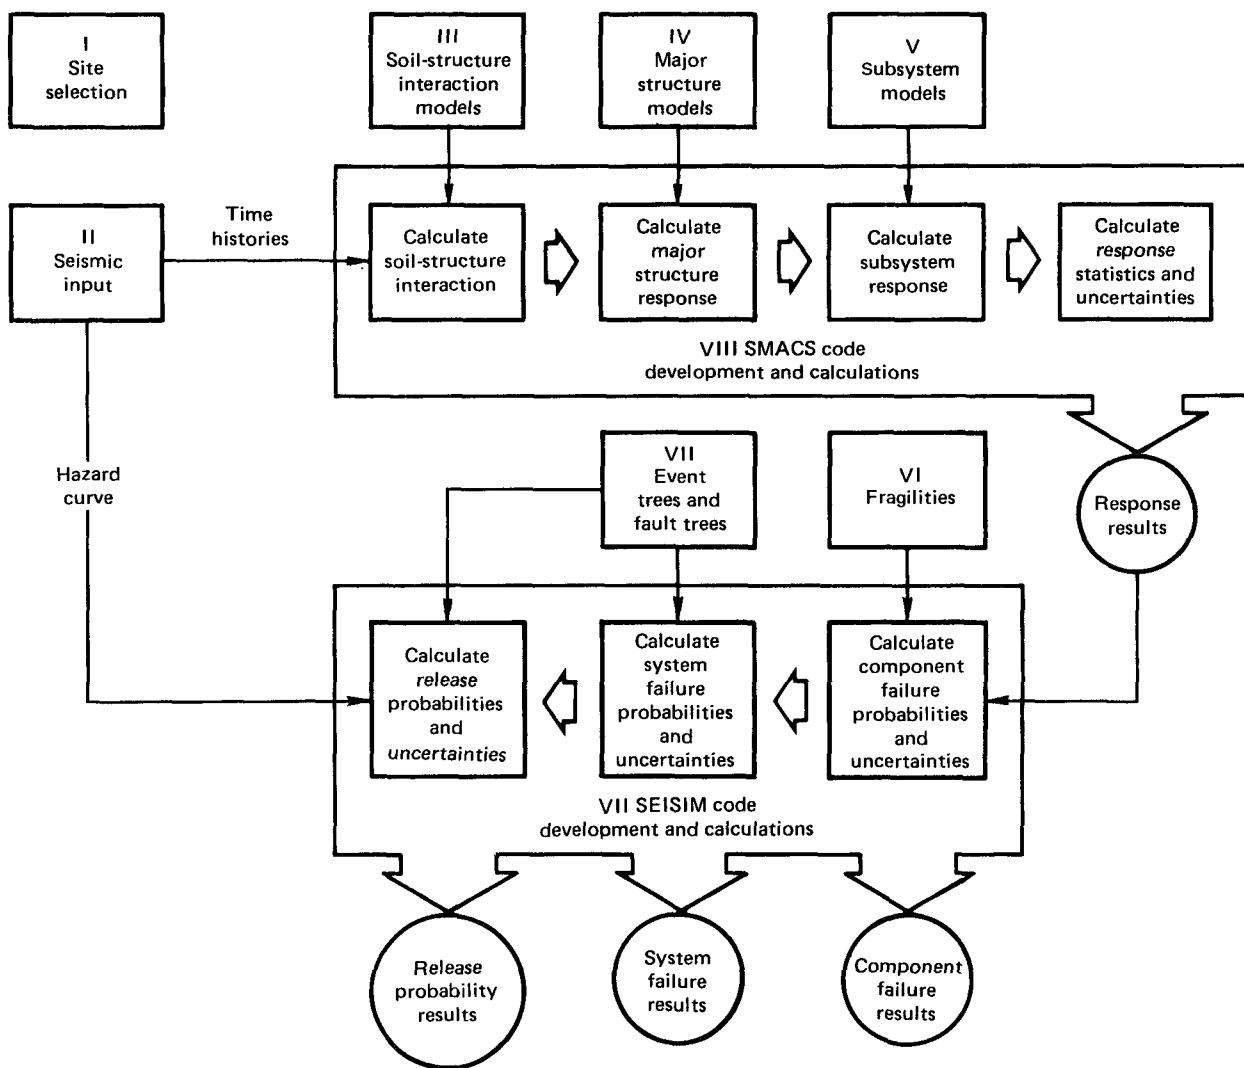 I
Site
selection
III
Soil-structure
interaction
models
IV
Major
structure
models
V
Subsystem
models
II
Seismic
input
Time
histories
Calculate
soil-structure
interaction
Calculate
major
structure
response
Calculate
subsystem
response
Calculate
response
statistics and
uncertainties
VIII SMACS code
development and calculations
Hazard
curve
VII
Event
trees and
fault trees
VI
Fragilities
Response
results
Calculate
release
probabilities
and
uncertainties
Calculate
system
failure
probabilities
and
uncertainties
Calculate
component
failure
probabilities
and
uncertainties
VII SEISIM code
development and calculations
Release
probability
results
System
failure
results
Component
failure results